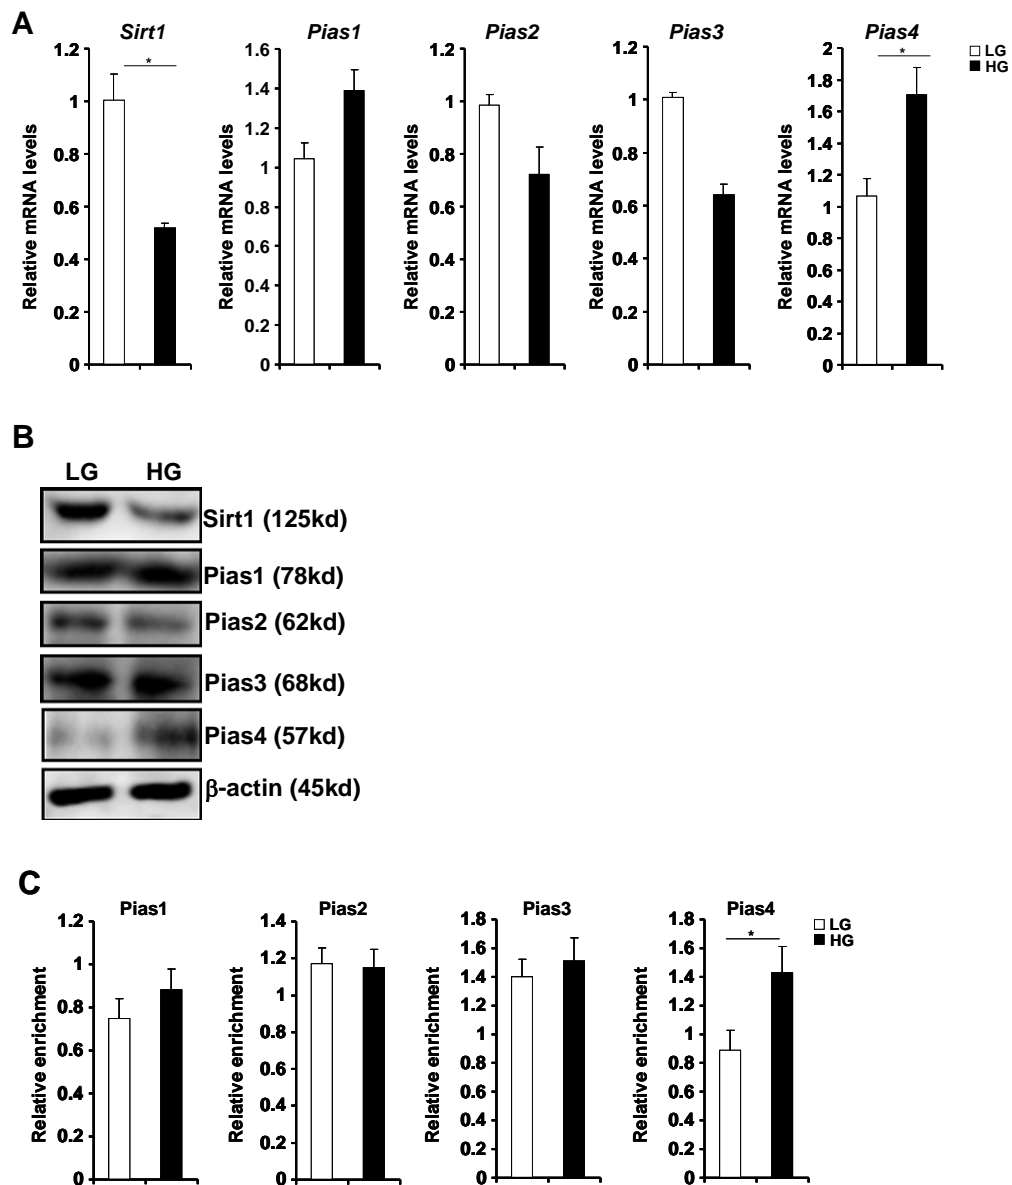 A
Sirt1
Pias1
Pias2
Pias3
Pias4
LG
HG
Relative mRNA levels
1.2
1
0.8
0.6
0.4
0.2
0
*
Relative mRNA levels
1.6
1.4
1.2
1
0.8
0.6
0.4
0.2
0
Relative mRNA levels
1.2
1
0.8
0.6
0.4
0.2
0
Relative mRNA levels
1.2
1
0.8
0.6
0.4
0.2
0
Relative mRNA levels
2
1.8
1.6
1.4
1.2
1
0.8
0.6
0.4
0.2
0
*
B
LG HG
Sirt1 (125kd)
Pias1 (78kd)
Pias2 (62kd)
Pias3 (68kd)
Pias4 (57kd)
β-actin (45kd)
C
Pias1
Pias2
Pias3
Pias4
LG
HG
Relative enrichment
1.2
1
0.8
0.6
0.4
0.2
0
Relative enrichment
1.4
1.2
1
0.8
0.6
0.4
0.2
0
Relative enrichment
1.8
1.6
1.4
1.2
1
0.8
0.6
0.4
0.2
0
Relative enrichment
1.8
1.6
1.4
1.2
1
0.8
0.6
0.4
0.2
0
*